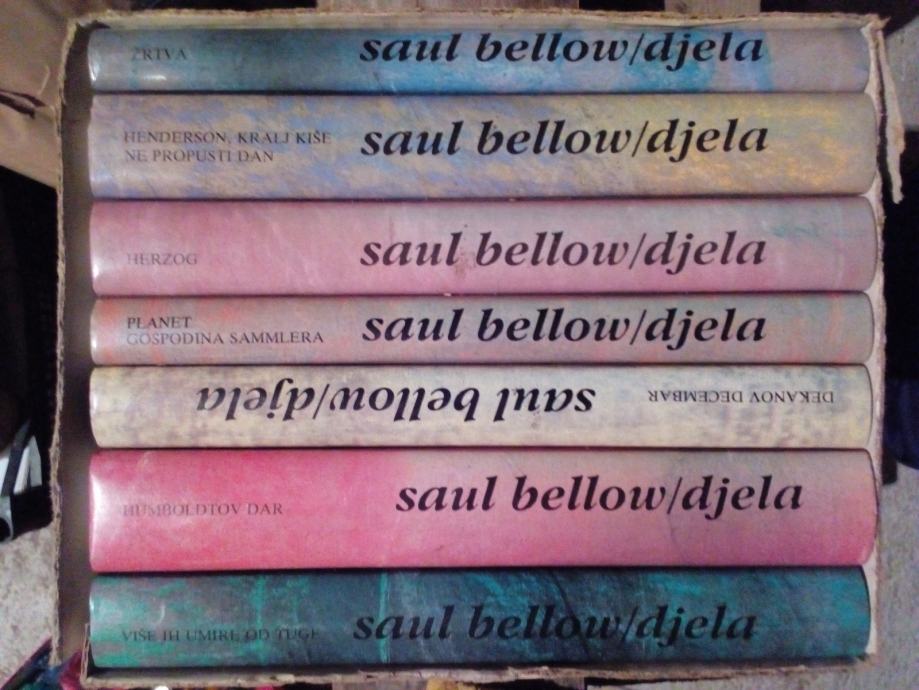 ŽRTVA
saul bellow/djela
HENDERSON, KRALJ KIŠE
NE PROPUSTI DAN
saul bellow/djela
HERZOG
saul bellow/djela
PLANET
GOSPODINA SAMMLERA
saul bellow/djela
DEKANOV DECEMBAR
saul bellow/djela
HUMBOLDTOV DAR
saul bellow/djela
VIŠE IH UMIRE OD TUGE
saul bellow/djela